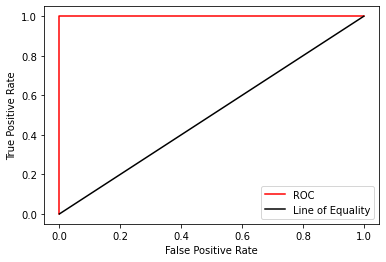 1.0
0.8
0.6
0.4
0.2
0.0
True Positive Rate
0.0 0.2 0.4 0.6 0.8 1.0
False Positive Rate
ROC
Line of Equality